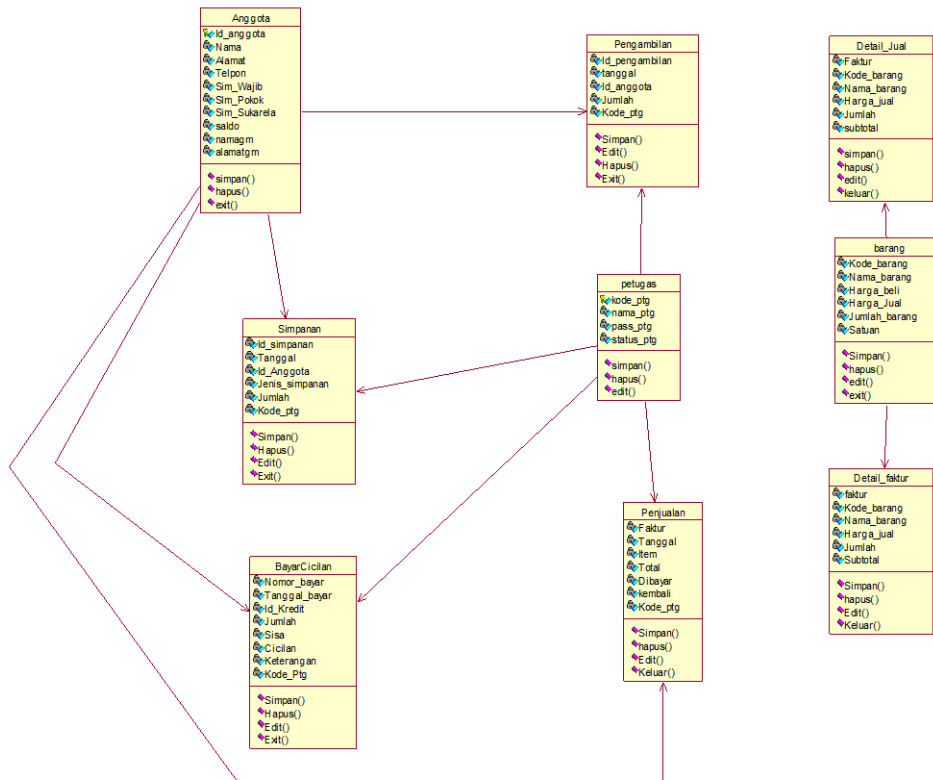 Anggota
Id_anggota
Nama
Alamat
Telpon
Sim_Wajib
Sim_Pokok
Sim_Sukarela
saldo
namagm
alamatgm
simpan()
hapus()
exit()
Pengambilan
Id_pengambilan
tanggal
Id_anggota
Jumlah
Kode_ptg
Simpan()
Edit()
Hapus()
Exit()
Detail_Jual
Faktur
Kode_barang
Nama_barang
Harga_jual
Jumlah
subtotal
simpan()
hapus()
edit()
keluar()
barang
Kode_barang
Nama_barang
Harga_beli
Harga_Jual
Jumlah_barang
Satuan
Simpan()
hapus()
edit()
exit()
petugas
kode_ptg
nama_ptg
pass_ptg
status_ptg
simpan()
hapus()
edit()
Simpanan
Id_simpanan
Tanggal
Id_Anggota
Jenis_simpanan
Jumlah
Kode_ptg
Simpan()
Hapus()
Edit()
Exit()
Detail_faktur
faktur
Kode_barang
Nama_barang
Harga_jual
Jumlah
Subtotal
Simpan()
hapus()
Edit()
Keluar()
Penjualan
Faktur
Tanggal
Item
Total
Dibayar
kembali
Kode_ptg
Simpan()
hapus()
Edit()
Keluar()
BayarCicilan
Nomor_bayar
Tanggal_bayar
Id_Kredit
Jumlah
Sisa
Cicilan
Keterangan
Kode_Ptg
Simpan()
Hapus()
Edit()
Exit()